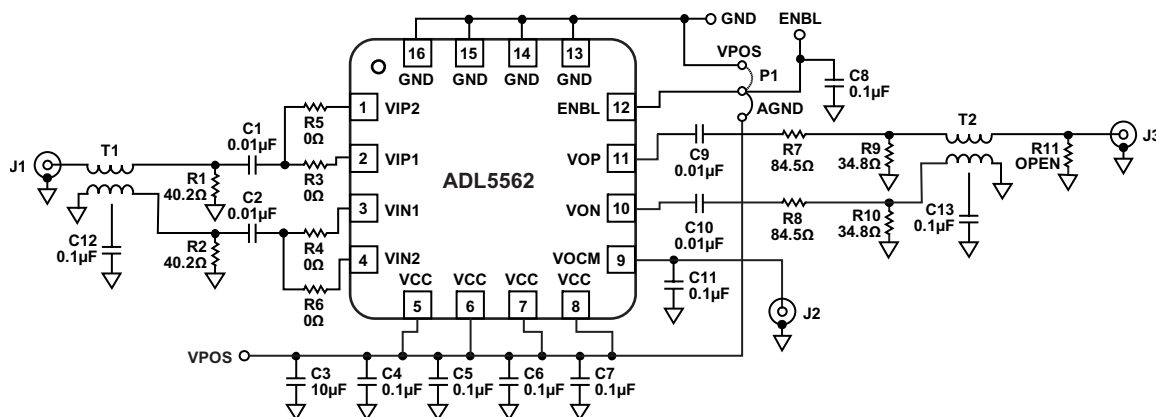 GND
ENBL
16
15
14
13
GND
GND
GND
GND
VPOS
P1
AGND
C8
0.1µF
ENBL
12
1
VIP2
R5
0Ω
C1
0.01µF
T1
J1
R1
40.2Ω
R3
0Ω
2
VIP1
ADL5562
VOP
11
C9
0.01µF
R7
84.5Ω
R9
34.8Ω
T2
R11
OPEN
J3
C2
0.01µF
3
VIN1
R4
0Ω
VON
10
C10
0.01µF
R8
84.5Ω
R10
34.8Ω
C13
0.1µF
C12
0.1µF
R2
40.2Ω
4
VIN2
R6
0Ω
VOCM
9
C11
0.1µF
J2
VCC
VCC
VCC
VCC
5
6
7
8
VPOS
C3
10µF
C4
0.1µF
C5
0.1µF
C6
0.1µF
C7
0.1µF